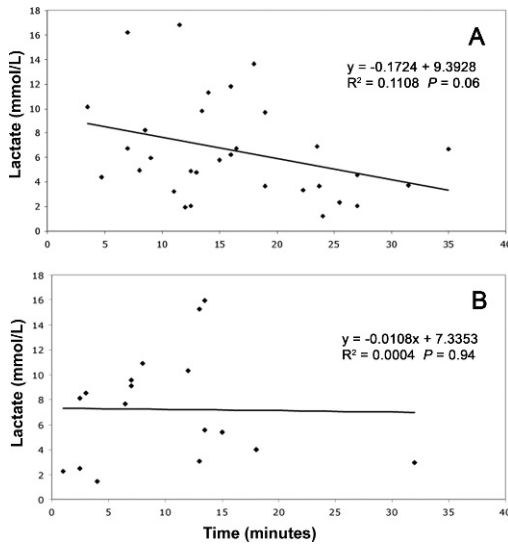 A
y = -0.1724 + 9.3928
R² = 0.1108 P = 0.06
Lactate (mmol/L)
18
16
14
12
10
8
6
4
2
0
0 5 10 15 20 25 30 35 40
B
y = -0.0108x + 7.3353
R² = 0.0004 P = 0.94
Lactate (mmol/L)
18
16
14
12
10
8
6
4
2
0
0 5 10 15 20 25 30 35 40
Time (minutes)